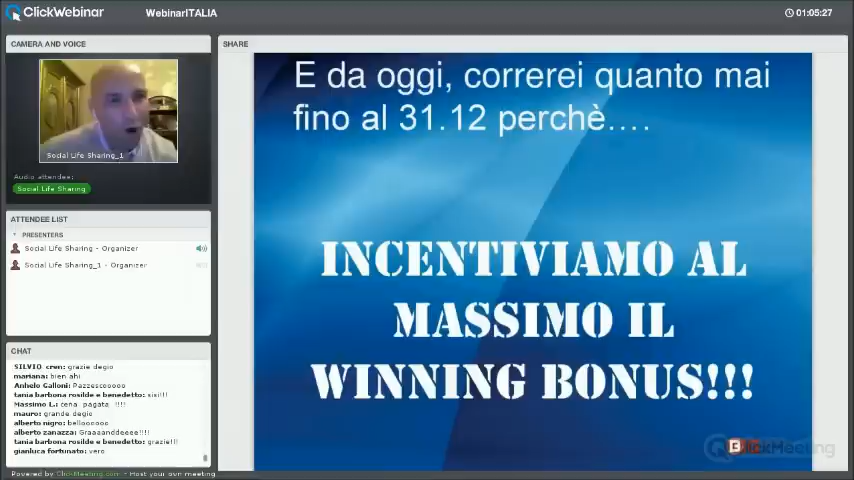 ClickWebinar
WebinarITALIA
01:05:27
CAMERA AND VOICE
SHARE
Social Life Sharing_1
Audio attendee:
Social Life Sharing
ATTENDEE LIST
PRESENTERS
Social Life Sharing - Organizer
Social Life Sharing_1 - Organizer
CHAT
SILVIO cren: grazie degio
mariana: bien ahi
Anhelo Galloni: Pazzescooooo
tania barbona rosilde e benedetto: sisi!!!
Massimo L.: cena pagata !!!!
mauro: grande degio
alberto nigro: bellooooo
alberto zanazza: Graaaanddeeee!!!!
tania barbona rosilde e benedetto: grazie!!!
gianluca fortunato: vero
Powered by ClickMeeting.com - Host your own meeting
E da oggi, correrei quanto mai
fino al 31.12 perchè....
INCENTIVIAMO AL
MASSIMO IL
WINNING BONUS!!!
ClickMeeting